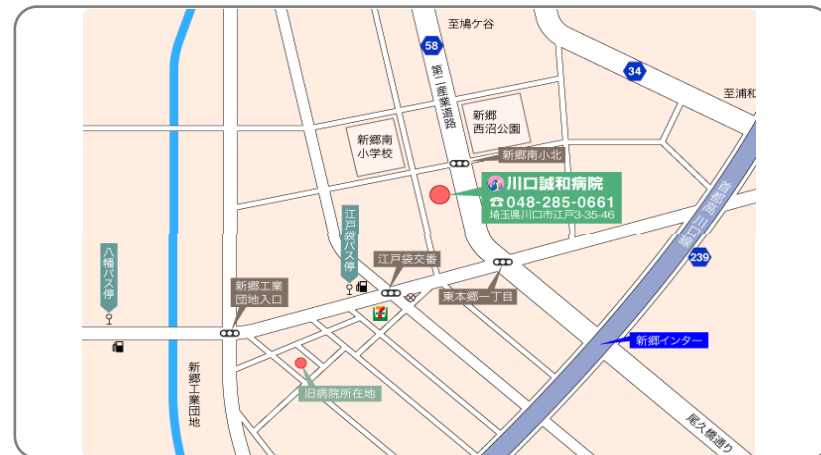 至鳩ケ谷
58
34
第二産業道路
至浦和
新郷
西沼公園
新郷南
小学校
新郷南小北
川口誠和病院
☎048-285-0661
埼玉県川口市江戸3-35-46
首都高 川口線
江戸袋バス停
八幡バス停
239
江戸袋交番
新郷工業
団地入口
東本郷一丁目
新郷インター
新郷工業団地
旧病院所在地
尾久橋通り